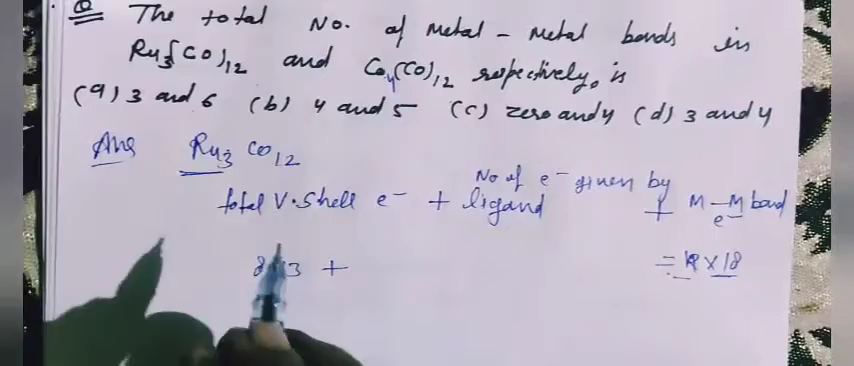 Q The total No. of metal - metal bonds in
Ru3(CO)12 and Co4(CO)12 respectively, is
(a) 3 and 6 (b) 4 and 5 (c) zero and 4 (d) 3 and 4
Ans Ru3 CO12
total V. Shell e- + No of e- given by ligand + M-M bond e-
8 3 + = × 18